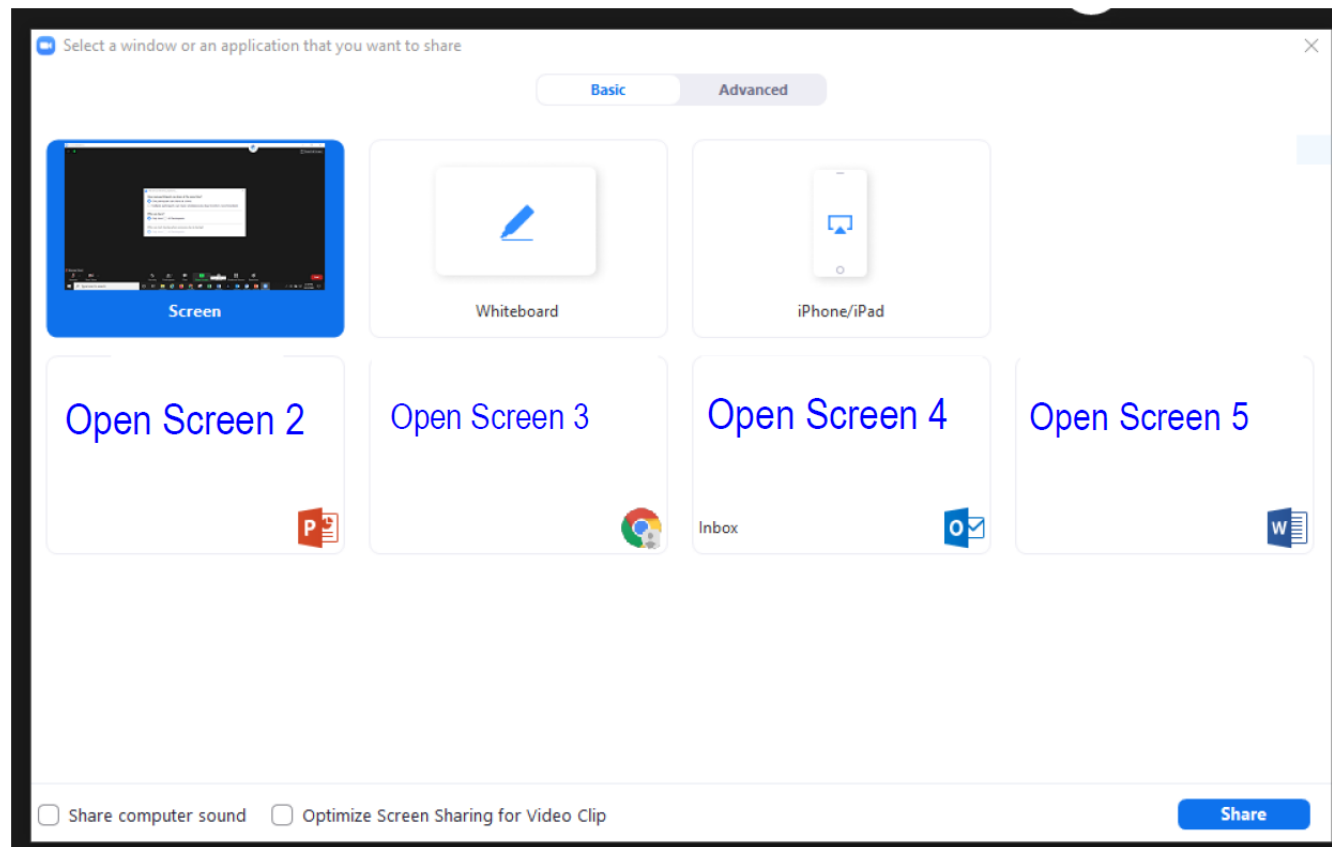 Select a window or an application that you want to share
Basic Advanced
Screen Whiteboard iPhone/iPad
Open Screen 2 Open Screen 3 Open Screen 4 Open Screen 5
Inbox
Share computer sound Optimize Screen Sharing for Video Clip Share